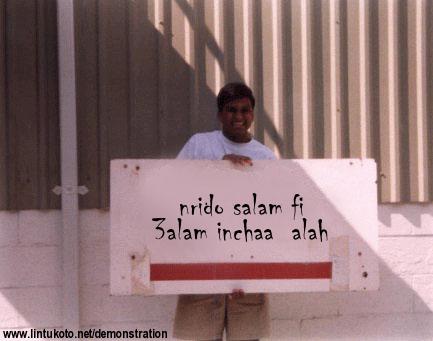 nrido salam fi
3alam inchaa alah
www.lintukoto.net/demonstration